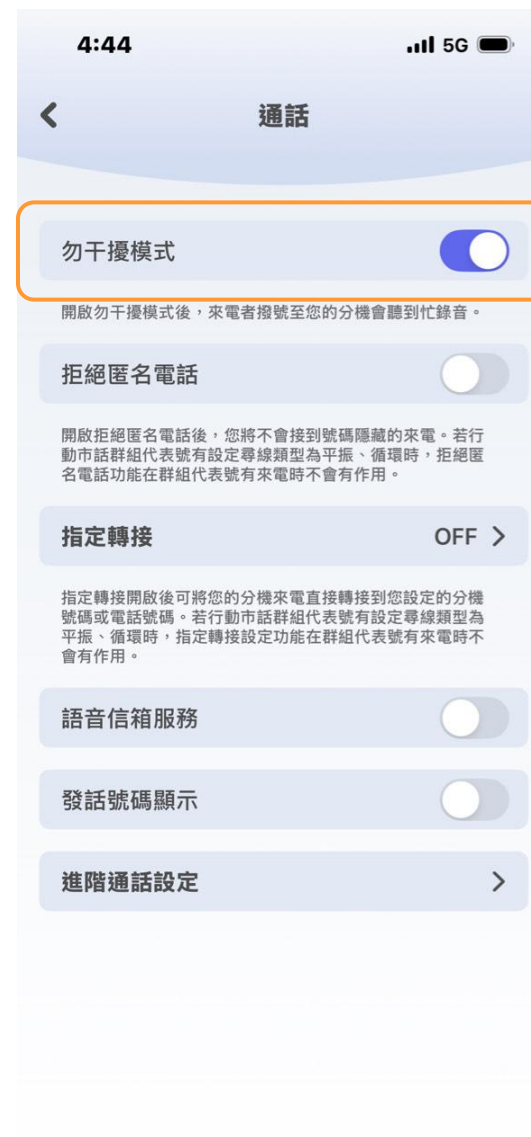 4:44 5G
通話
勿干擾模式
開啟勿干擾模式後，來電者撥號至您的分機會聽到忙錄音。
拒絕匿名電話
開啟拒絕匿名電話後，您將不會接到號碼隱藏的來電。若行
動市話群組代表號有設定尋線類型為平振、循環時，拒絕匿
名電話功能在群組代表號有來電時不會有作用。
指定轉接 OFF
指定轉接開啟後可將您的分機來電直接轉接到您設定的分機
號碼或電話號碼。若行動市話群組代表號有設定尋線類型為
平振、循環時，指定轉接設定功能在群組代表號有來電時不
會有作用。
語音信箱服務
發話號碼顯示
進階通話設定